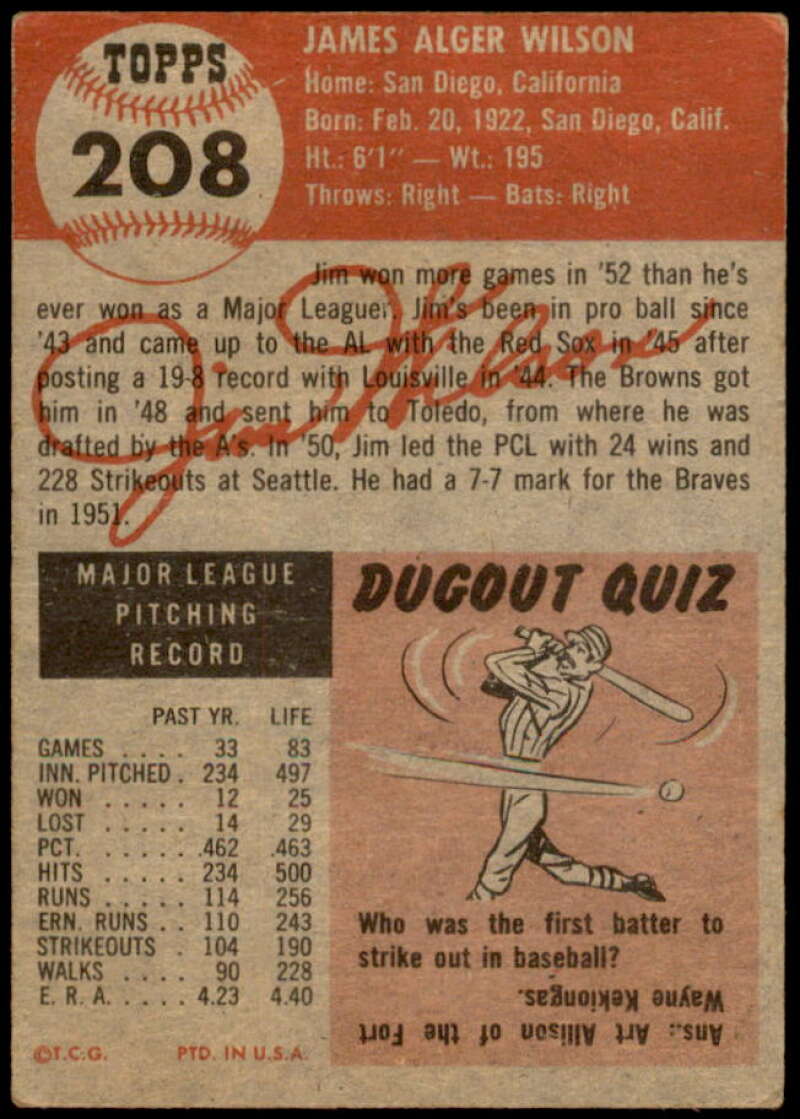 TOPPS
208
JAMES ALGER WILSON
Home: San Diego, California
Born: Feb. 20, 1922, San Diego, Calif.
Ht.: 6'1" — Wt.: 195
Throws: Right — Bats: Right
Jim won more games in '52 than he's
ever won as a Major Leaguer. Jim's been in pro ball since
'43 and came up to the AL with the Red Sox in '45 after
posting a 19-8 record with Louisville in '44. The Browns got
him in '48 and sent him to Toledo, from where he was
drafted by the A's. In '50, Jim led the PCL with 24 wins and
228 Strikeouts at Seattle. He had a 7-7 mark for the Braves
in 1951.
Jim Wilson
MAJOR LEAGUE
PITCHING
RECORD
PAST YR. LIFE
GAMES . . . . 33 83
INN. PITCHED . 234 497
WON . . . . . 12 25
LOST . . . . . 14 29
PCT. . . . . . .462 .463
HITS . . . . . 234 500
RUNS . . . . . 114 256
ERN. RUNS . . 110 243
STRIKEOUTS . 104 190
WALKS . . . . 90 228
E. R. A. . . . . 4.23 4.40
©T.C.G. PTD. IN U.S.A.
DUGOUT QUIZ
Who was the first batter to
strike out in baseball?
Ans.: Art Allison of the Fort
Wayne Kekiongas.